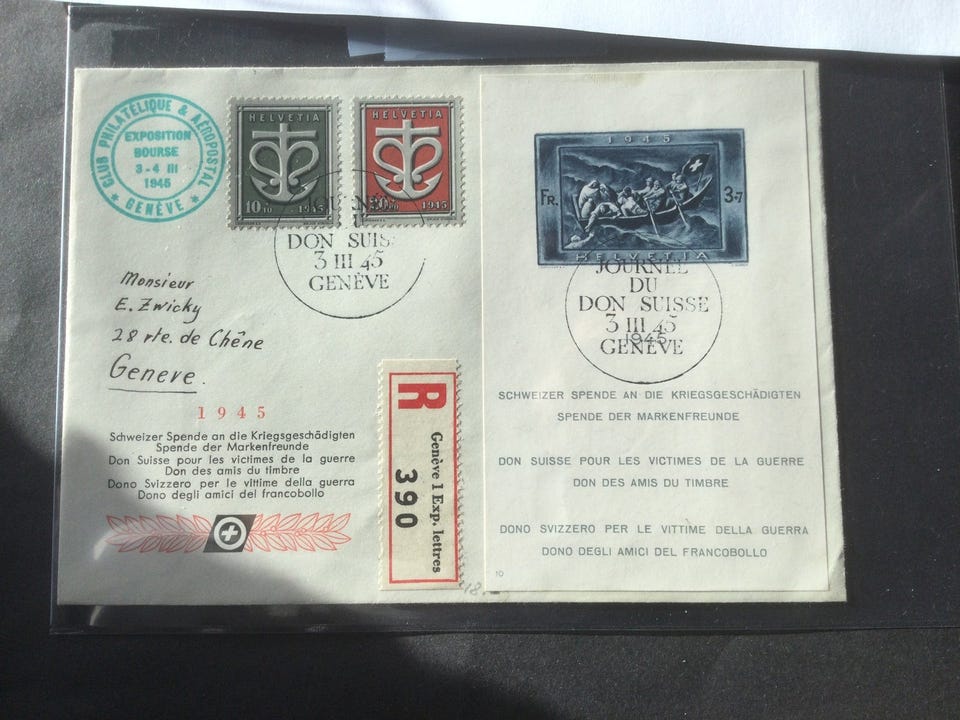 CLUB PHILATÉLIQUE & AÉROPOSTAL
EXPOSITION
BOURSE
3-4 III
1945
★ GENÈVE ★
HELVETIA
10+10 1945
HELVETIA
1945
DON SUIS
3 III 45
GENÈVE
Monsieur
E. Zwicky
28 rte. de Chêne
Geneve.
1945
Schweizer Spende an die Kriegsgeschädigten
Spende der Markenfreunde
Don Suisse pour les victimes de la guerre
Don des amis du timbre
Dono Svizzero per le vittime della guerra
Dono degli amici del francobollo
R
Genève 1 Exp. lettres
390
18
1945
FR. 3+7
HELVETIA
JOURNÉE
DU
DON SUISSE
3 III 45
1945
GENÈVE
SCHWEIZER SPENDE AN DIE KRIEGSGESCHÄDIGTEN
SPENDE DER MARKENFREUNDE
DON SUISSE POUR LES VICTIMES DE LA GUERRE
DON DES AMIS DU TIMBRE
DONO SVIZZERO PER LE VITTIME DELLA GUERRA
DONO DEGLI AMICI DEL FRANCOBOLLO
10